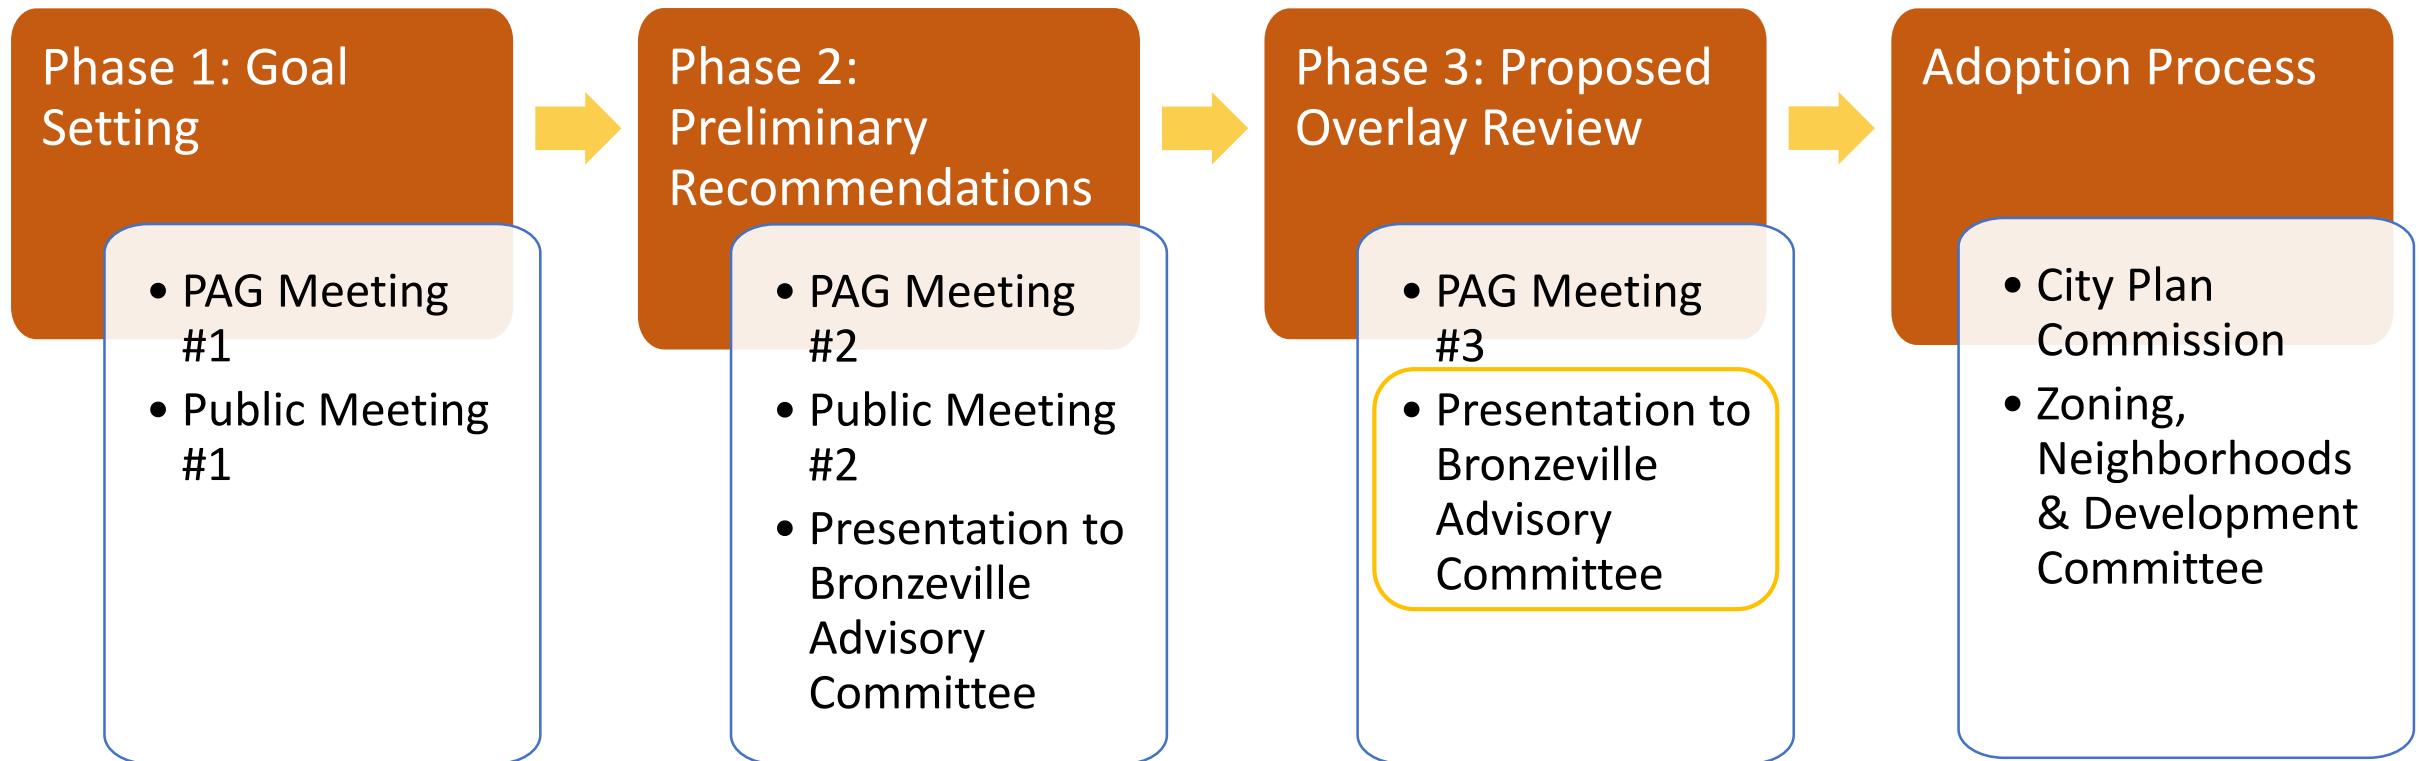 Phase 1: Goal
Setting
• PAG Meeting
#1
• Public Meeting
#1
Phase 2:
Preliminary
Recommendations
• PAG Meeting
#2
• Public Meeting
#2
• Presentation to
Bronzeville
Advisory
Committee
Phase 3: Proposed
Overlay Review
• PAG Meeting
#3
• Presentation to
Bronzeville
Advisory
Committee
Adoption Process
• City Plan
Commission
• Zoning,
Neighborhoods
& Development
Committee